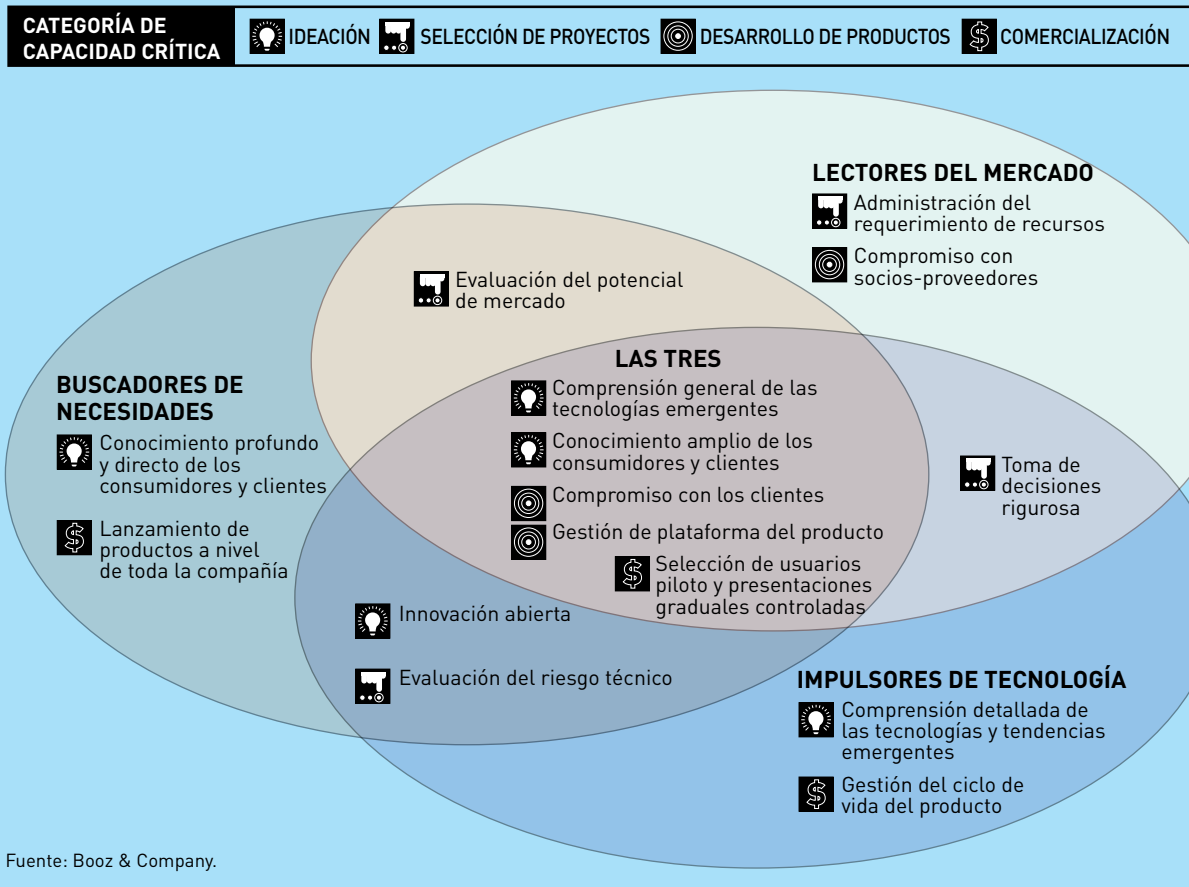 CATEGORÍA DE
CAPACIDAD CRÍTICA
IDEACIÓN
SELECCIÓN DE PROYECTOS
DESARROLLO DE PRODUCTOS
$ COMERCIALIZACIÓN
LECTORES DEL MERCADO
Administración del
requerimiento de recursos
Compromiso con
socios-proveedores
Evaluación del potencial
de mercado
LAS TRES
Comprensión general de las
tecnologías emergentes
Conocimiento amplio de los
consumidores y clientes
Compromiso con los clientes
Gestión de plataforma del producto
$ Selección de usuarios
piloto y presentaciones
graduales controladas
BUSCADORES DE
NECESIDADES
Conocimiento profundo
y directo de los
consumidores y clientes
$ Lanzamiento de
productos a nivel
de toda la compañía
Toma de
decisiones
rigurosa
Innovación abierta
Evaluación del riesgo técnico
IMPULSORES DE TECNOLOGÍA
Comprensión detallada de
las tecnologías y tendencias
emergentes
$ Gestión del ciclo de
vida del producto
Fuente: Booz & Company.